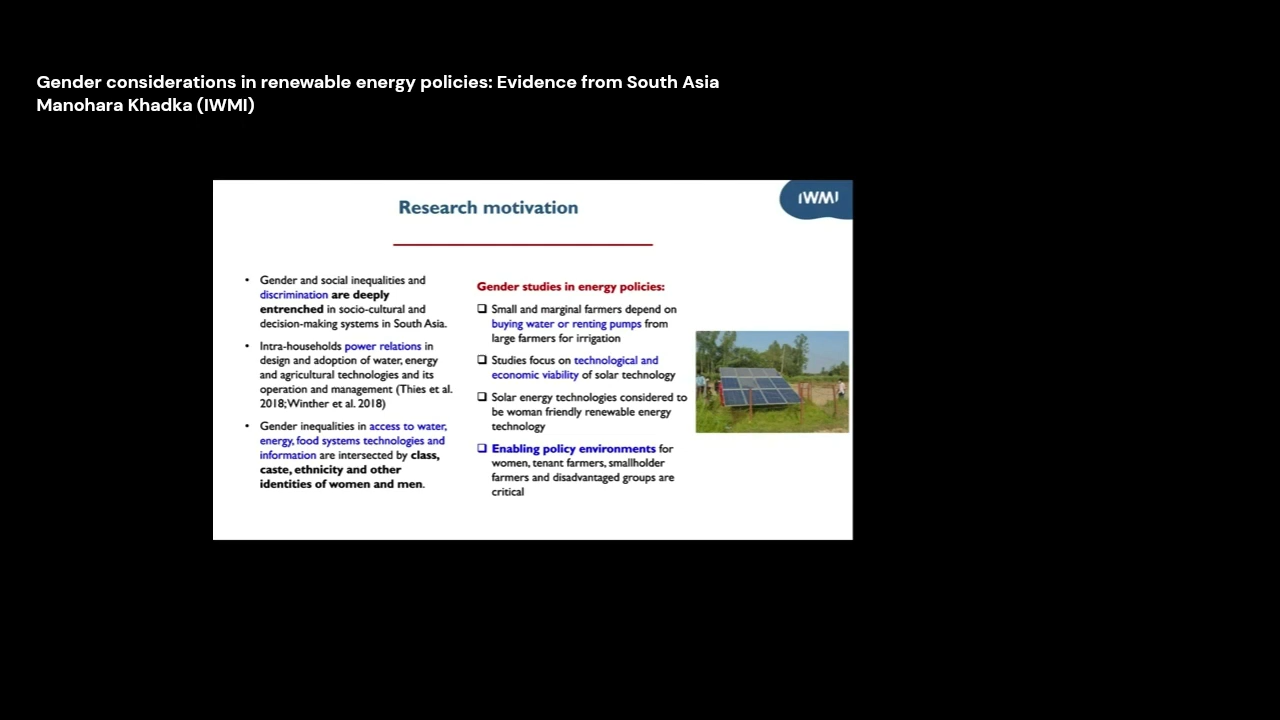 Gender considerations in renewable energy policies: Evidence from South Asia
Manohara Khadka (IWMI)
IWMI
Research motivation
• Gender and social inequalities and
discrimination are deeply
entrenched in socio-cultural and
decision-making systems in South Asia.
• Intra-households power relations in
design and adoption of water, energy
and agricultural technologies and its
operation and management (Thies et al.
2018; Winther et al. 2018)
• Gender inequalities in access to water,
energy, food systems technologies and
information are intersected by class,
caste, ethnicity and other
identities of women and men.
Gender studies in energy policies:
❑ Small and marginal farmers depend on
buying water or renting pumps from
large farmers for irrigation
❑ Studies focus on technological and
economic viability of solar technology
❑ Solar energy technologies considered to
be woman friendly renewable energy
technology
❑ Enabling policy environments for
women, tenant farmers, smallholder
farmers and disadvantaged groups are
critical